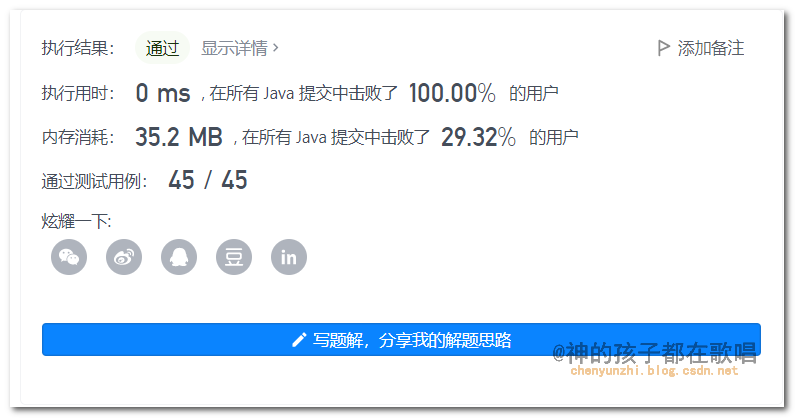 执行结果： 通过 显示详情 > 添加备注
执行用时： 0 ms ，在所有 Java 提交中击败了 100.00% 的用户
内存消耗： 35.2 MB ，在所有 Java 提交中击败了 29.32% 的用户
通过测试用例： 45 / 45
炫耀一下:
豆 in
写题解，分享我的解题思路
@神的孩子都在歌唱
chenyunzhi.blog.csdn.net